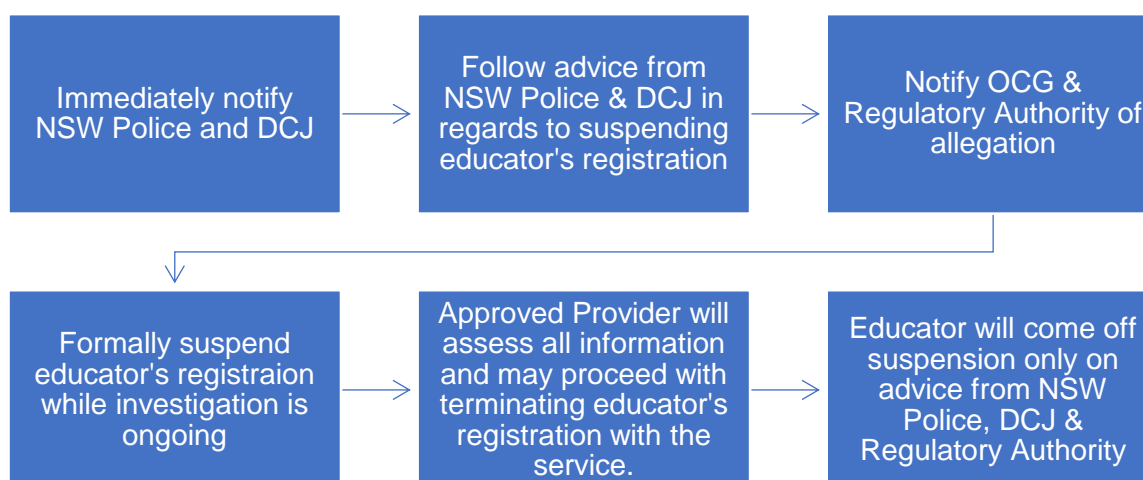 Immediately notify
NSW Police and DCJ
Follow advice from
NSW Police & DCJ in
regards to suspending
educator's registration
Notify OCG &
Regulatory Authority of
allegation
Formally suspend
educator's registraion
while investigation is
ongoing
Approved Provider will
assess all information
and may proceed with
terminating educator's
registration with the
service.
Educator will come off
suspension only on
advice from NSW
Police, DCJ &
Regulatory Authority